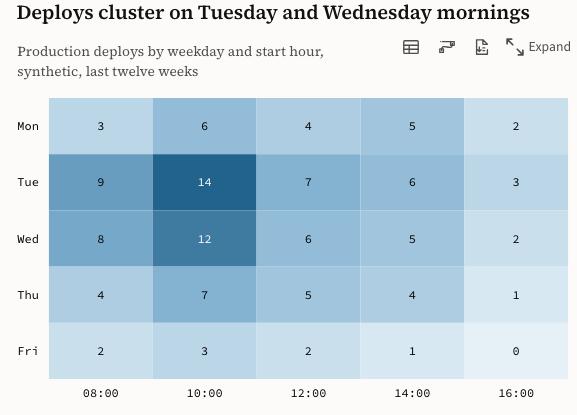 Deploys cluster on Tuesday and Wednesday mornings
Production deploys by weekday and start hour,
synthetic, last twelve weeks
Expand
Mon 3 6 4 5 2
Tue 9 14 7 6 3
Wed 8 12 6 5 2
Thu 4 7 5 4 1
Fri 2 3 2 1 0
08:00 10:00 12:00 14:00 16:00